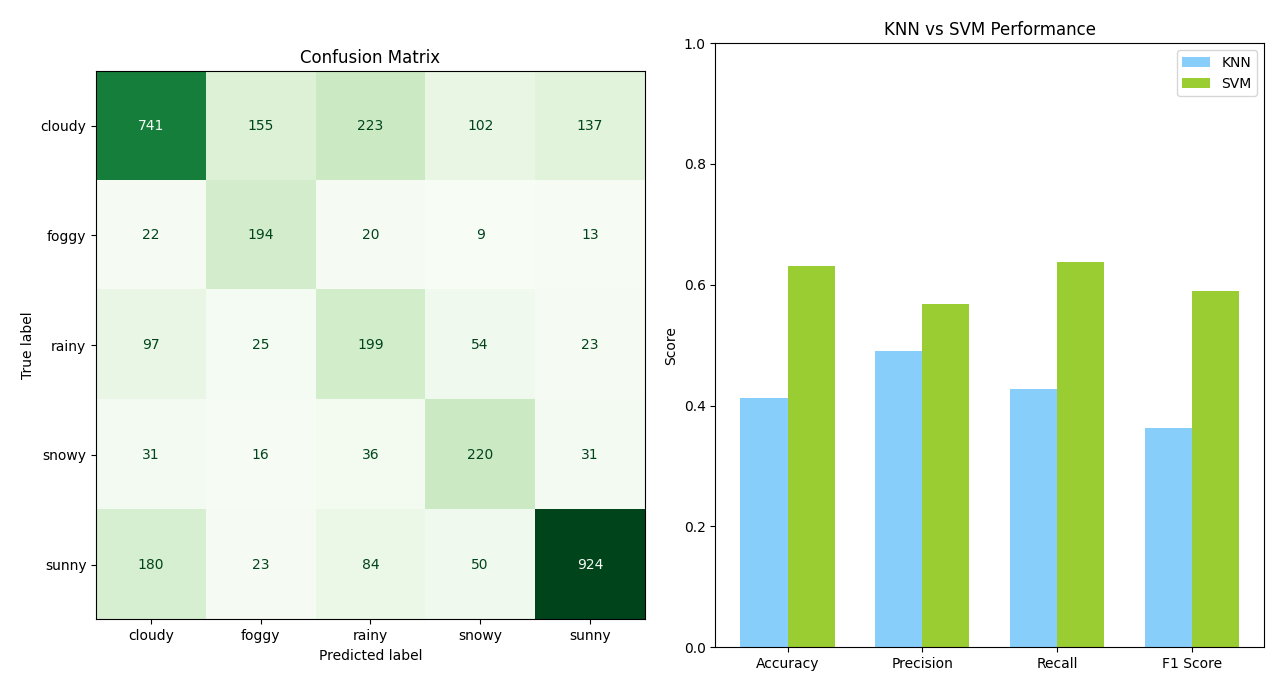 Confusion Matrix
cloudy 741 155 223 102 137
foggy 22 194 20 9 13
rainy 97 25 199 54 23
snowy 31 16 36 220 31
sunny 180 23 84 50 924
cloudy foggy rainy snowy sunny
Predicted label
True label
KNN vs SVM Performance
KNN
SVM
1.0
0.8
0.6
0.4
0.2
0.0
Score
Accuracy Precision Recall F1 Score